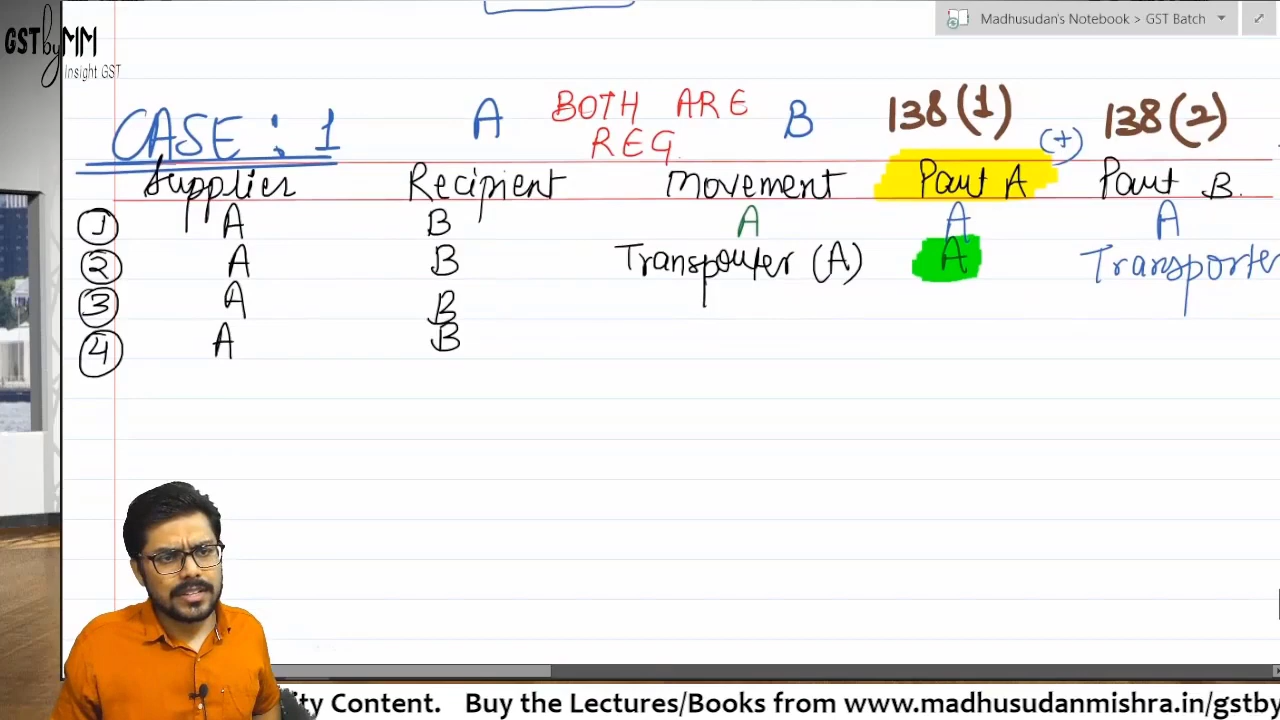 GST by MM
Insight GST
Madhusudan's Notebook > GST Batch
CASE : 1 A BOTH ARE REG. B 138(1) (+) 138(2)
Supplier Recipient Movement Part A Part B.
1 A B A A A
2 A B Transporter (A) A Transporter
3 A B
4 A B
ity Content. Buy the Lectures/Books from www.madhusudanmishra.in/gstby